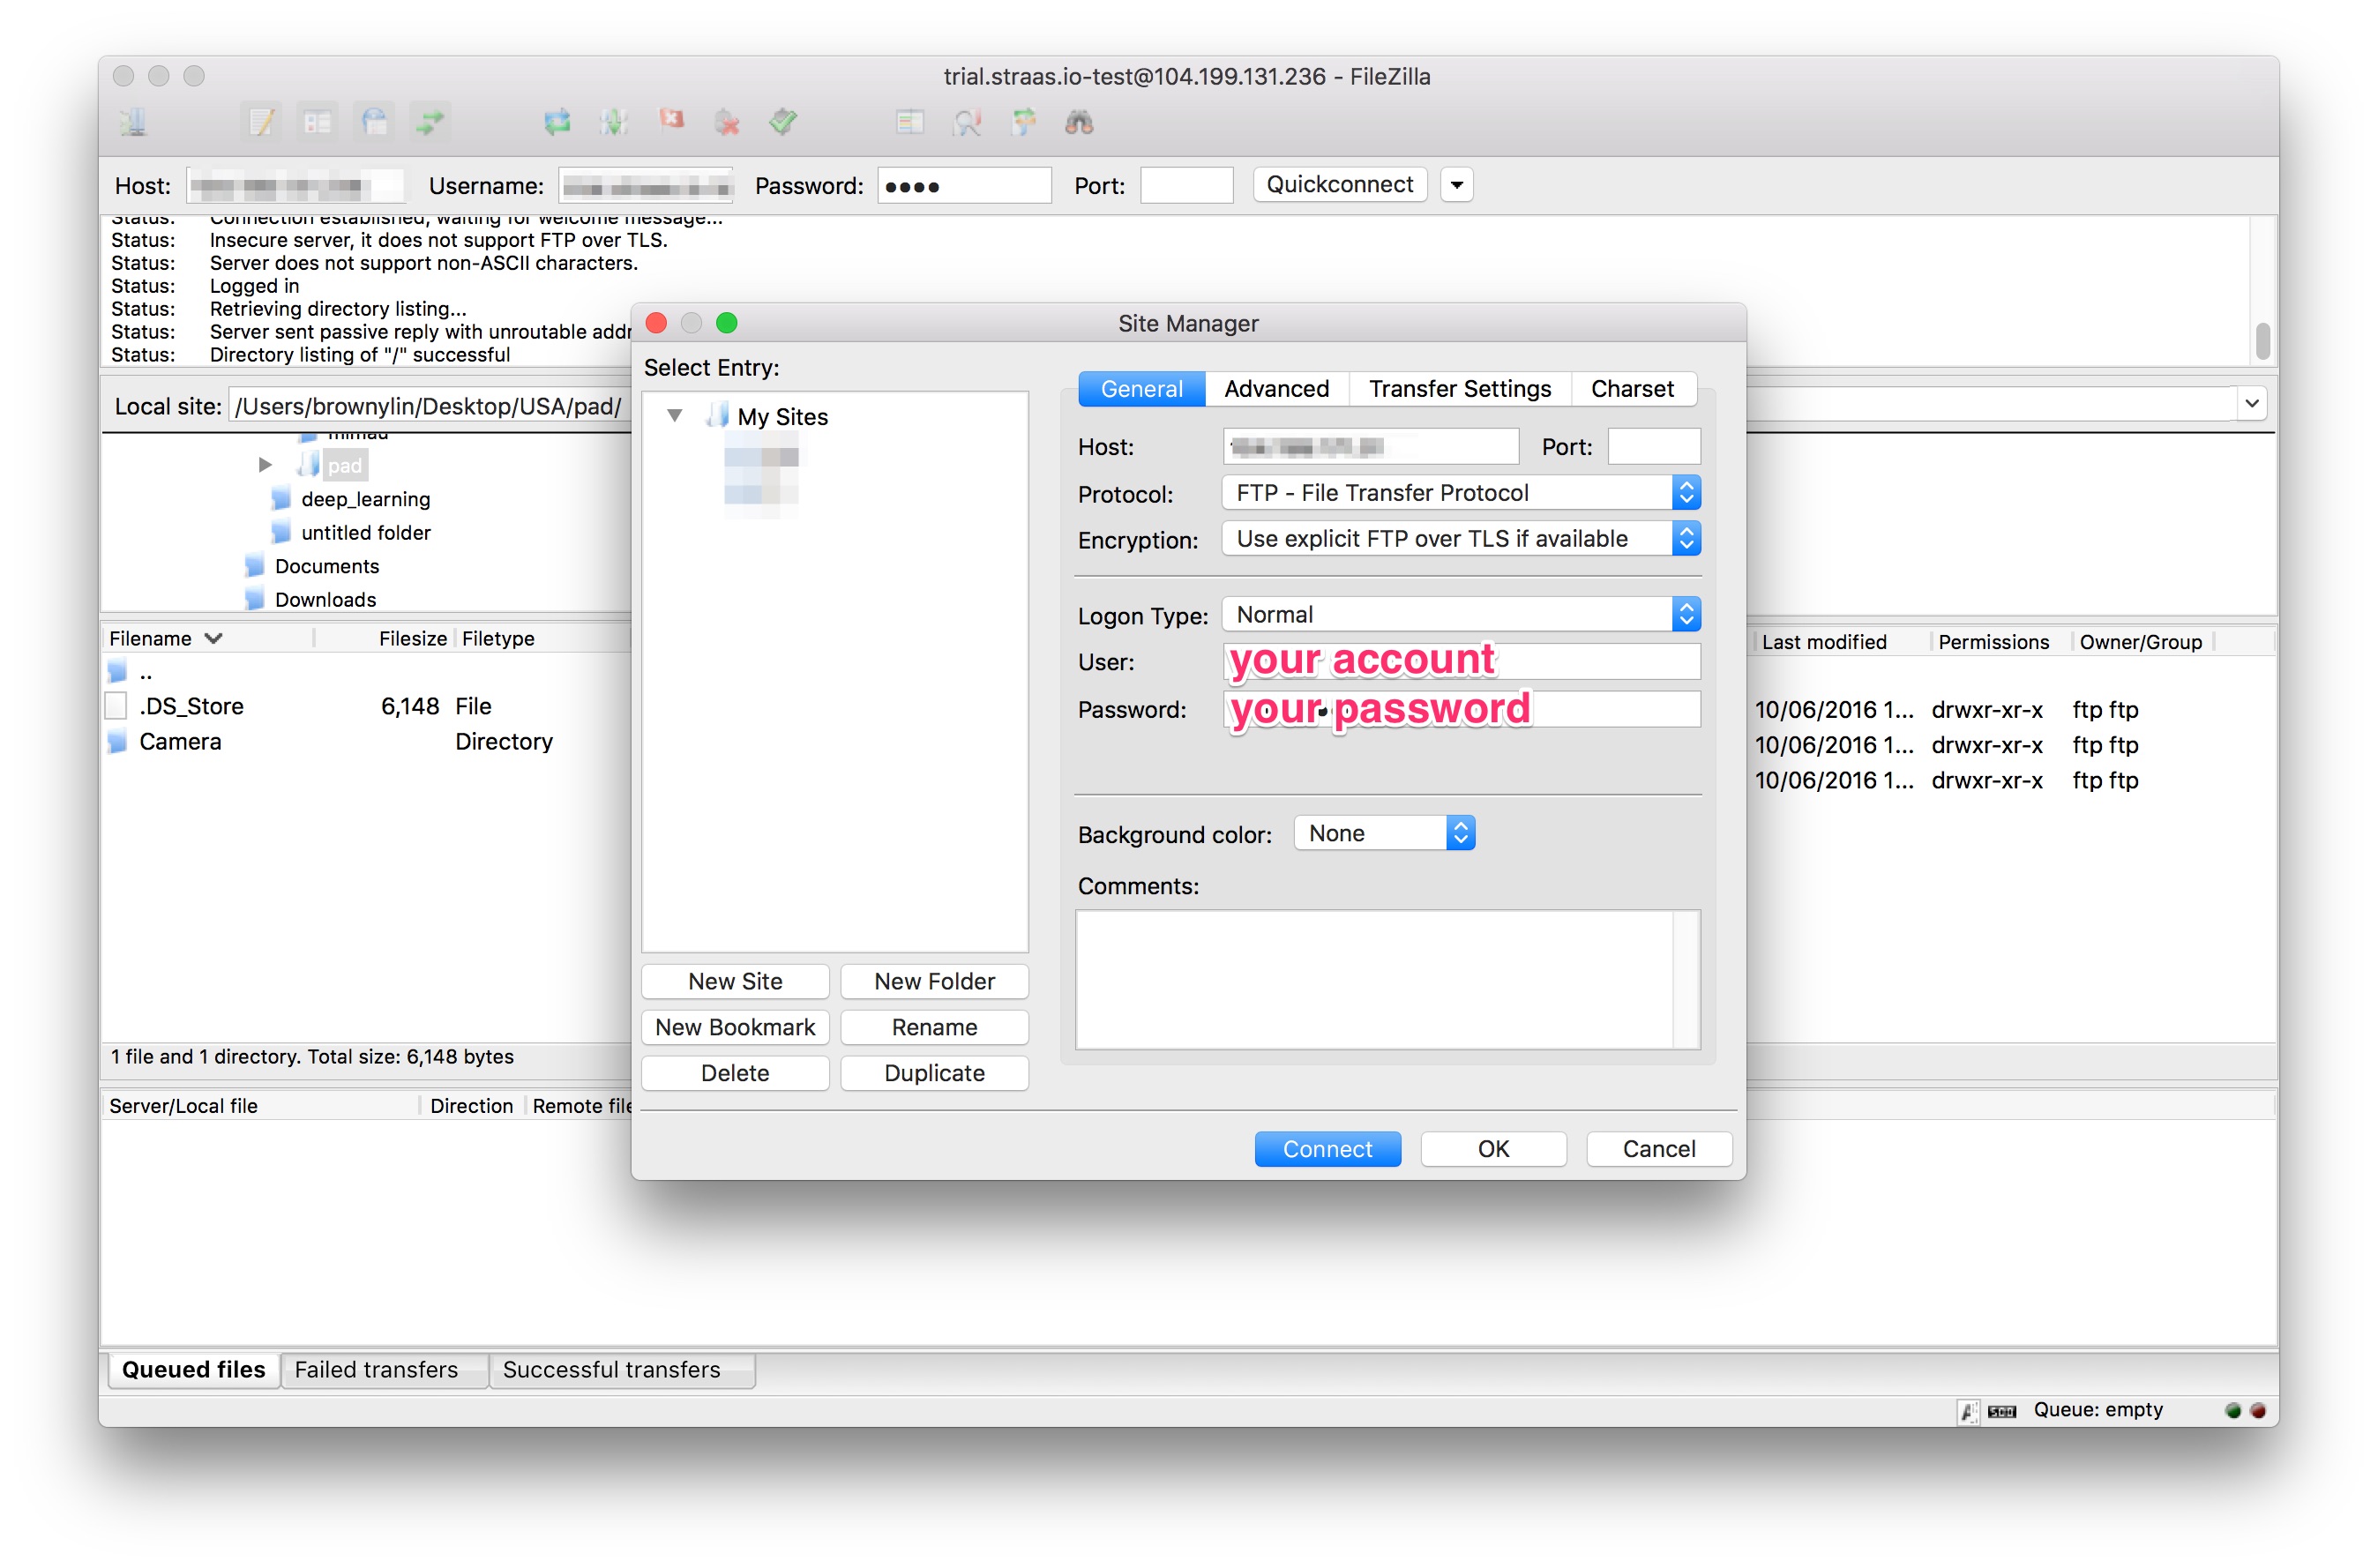 trial.straas.io-test@104.199.131.236 - FileZilla
Host: Username: Password: Port: Quickconnect
Status: Connection established, waiting for welcome message...
Status: Insecure server, it does not support FTP over TLS.
Status: Server does not support non-ASCII characters.
Status: Logged in
Status: Retrieving directory listing...
Status: Server sent passive reply with unroutable addr
Status: Directory listing of "/" successful
Local site: /Users/brownylin/Desktop/USA/pad/
pad
deep_learning
untitled folder
Documents
Downloads
Filename Filesize Filetype
..
.DS_Store 6,148 File
Camera Directory
1 file and 1 directory. Total size: 6,148 bytes
Server/Local file Direction Remote file
Site Manager
Select Entry:
My Sites
New Site New Folder
New Bookmark Rename
Delete Duplicate
General Advanced Transfer Settings Charset
Host: Port:
Protocol: FTP - File Transfer Protocol
Encryption: Use explicit FTP over TLS if available
Logon Type: Normal
User: your account
Password: your password
Background color: None
Comments:
Connect OK Cancel
Last modified Permissions Owner/Group
10/06/2016 1... drwxr-xr-x ftp ftp
10/06/2016 1... drwxr-xr-x ftp ftp
10/06/2016 1... drwxr-xr-x ftp ftp
Queued files Failed transfers Successful transfers
Queue: empty